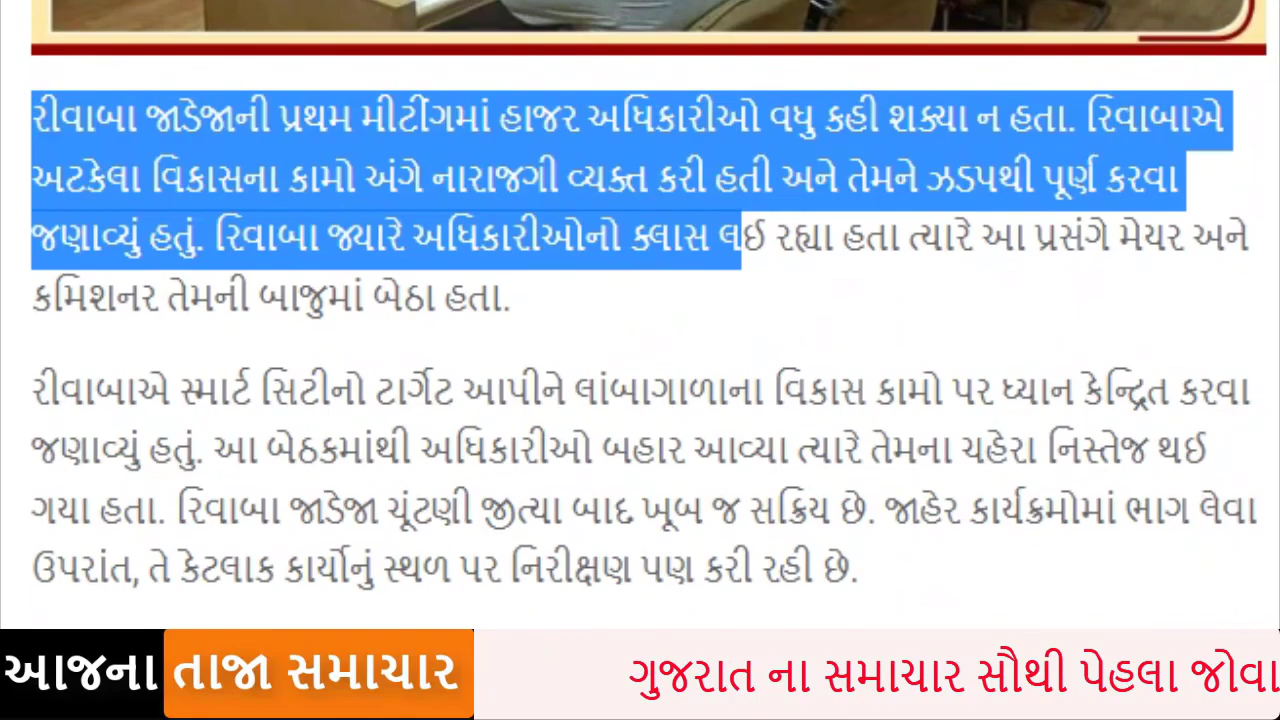 રીવાબા જાડેજાની પ્રથમ મીટીંગમાં હાજર અધિકારીઓ વધુ કહી શક્યા ન હતા. રિવાબાએ
અટકેલા વિકાસના કામો અંગે નારાજગી વ્યક્ત કરી હતી અને તેમને ઝડપથી પૂર્ણ કરવા
જણાવ્યું હતું. રિવાબા જ્યારે અધિકારીઓનો ક્લાસ લઈ રહ્યા હતા ત્યારે આ પ્રસંગે મેયર અને
કમિશનર તેમની બાજુમાં બેઠા હતા.
રીવાબાએ સ્માર્ટ સિટીનો ટાર્ગેટ આપીને લાંબાગાળાના વિકાસ કામો પર ધ્યાન કેન્દ્રિત કરવા
જણાવ્યું હતું. આ બેઠકમાંથી અધિકારીઓ બહાર આવ્યા ત્યારે તેમના ચહેરા નિસ્તેજ થઈ
ગયા હતા. રિવાબા જાડેજા ચૂંટણી જીત્યા બાદ ખૂબ જ સક્રિય છે. જાહેર કાર્યક્રમોમાં ભાગ લેવા
ઉપરાંત, તે કેટલાક કાર્યોનું સ્થળ પર નિરીક્ષણ પણ કરી રહી છે.
આજના તાજા સમાચાર
ગુજરાત ના સમાચાર સૌથી પેહલા જોવા